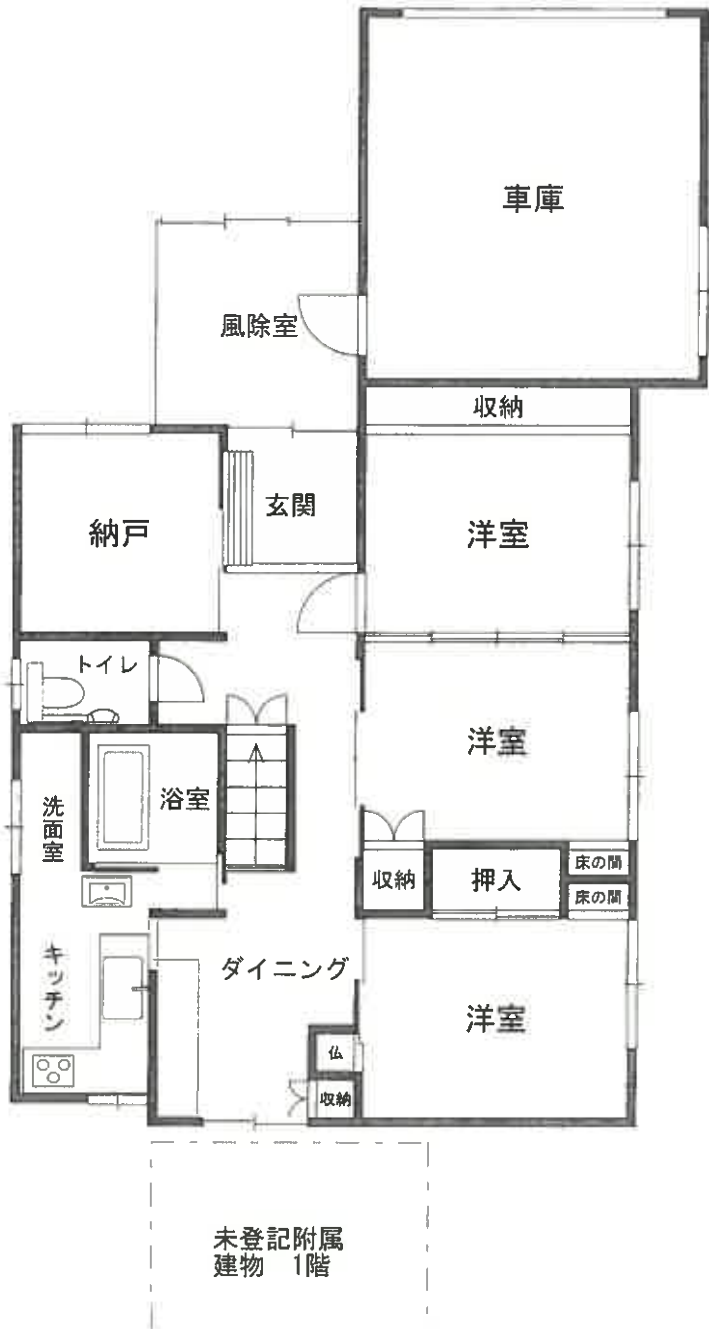 車庫
風除室
収納
玄関
納戸
洋室
トイレ
洋室
浴室
洗面室
床の間
収納
押入
床の間
キッチン
ダイニング
洋室
仏
収納
未登記附属
建物 1階